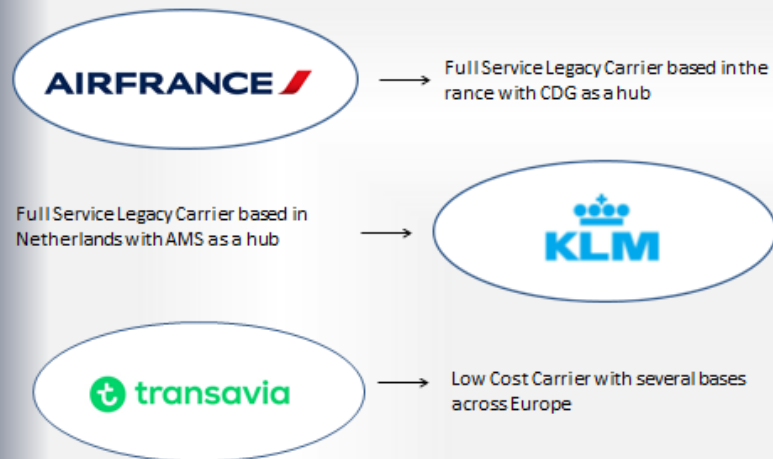 AIRFRANCE
Full Service Legacy Carrier based in the
rance with CDG as a hub
Full Service Legacy Carrier based in
Netherlands with AMS as a hub
KLM
transavia
Low Cost Carrier with several bases
across Europe